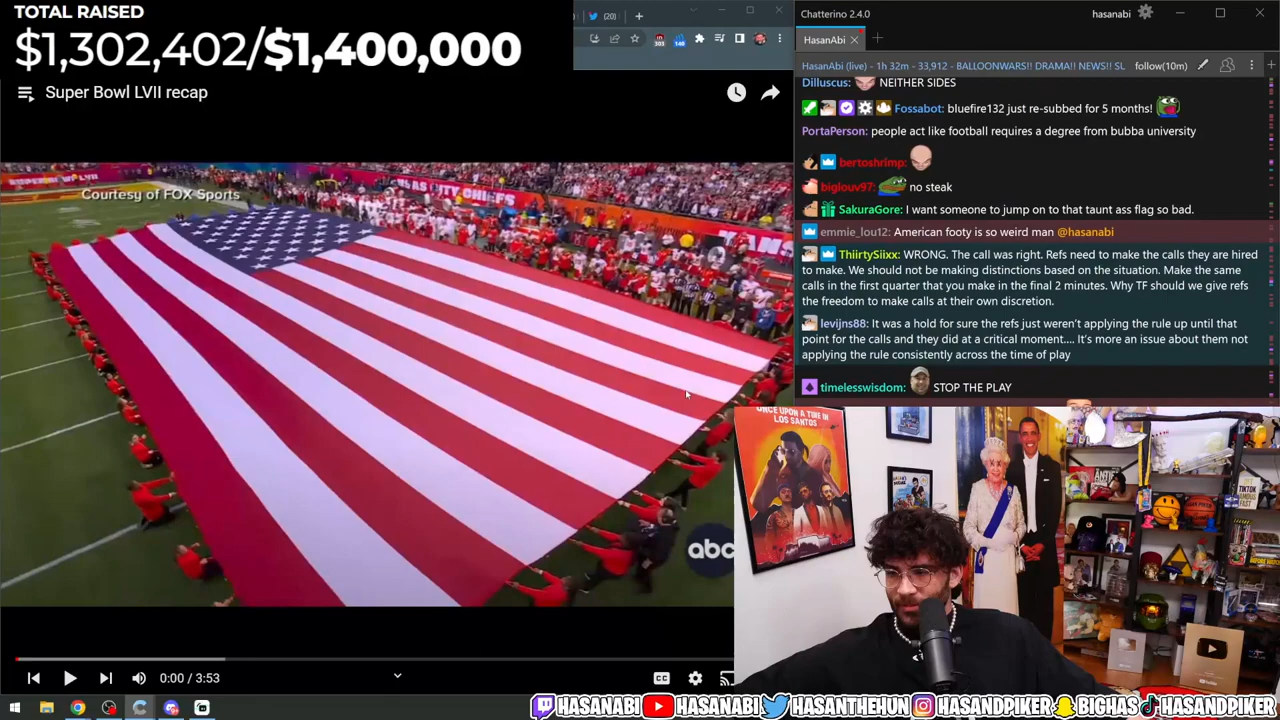 TOTAL RAISED
$1,302,402/$1,400,000
(20)
303
140
Super Bowl LVII recap
Courtesy of FOX Sports
KANSAS CITY CHIEFS
abc
0:00 / 3:53
CC
Chatterino 2.4.0
hasanabi
HasanAbi
HasanAbi (live) - 1h 32m - 33,912 - BALLOONWARS!! DRAMA!! NEWS!! SL
follow(10m)
Dilluscus: NEITHER SIDES
Fossabot: bluefire132 just re-subbed for 5 months!
PortaPerson: people act like football requires a degree from bubba university
bertoshrimp:
biglouv97: no steak
SakuraGore: I want someone to jump on to that taunt ass flag so bad.
emmie_lou12: American footy is so weird man @hasanabi
ThiirtySiixx: WRONG. The call was right. Refs need to make the calls they are hired
to make. We should not be making distinctions based on the situation. Make the same
calls in the first quarter that you make in the final 2 minutes. Why TF should we give refs
the freedom to make calls at their own discretion.
levijns88: It was a hold for sure the refs just weren't applying the rule up until that
point for the calls and they did at a critical moment.... It's more an issue about them not
applying the rule consistently across the time of play
timelesswisdom: STOP THE PLAY
ONCE UPON A TIME IN
LOS SANTOS
HASANABI
HASANABI
HASANTHEHUN
HASANDPIKER
BIGHAS
HASANDPIKER